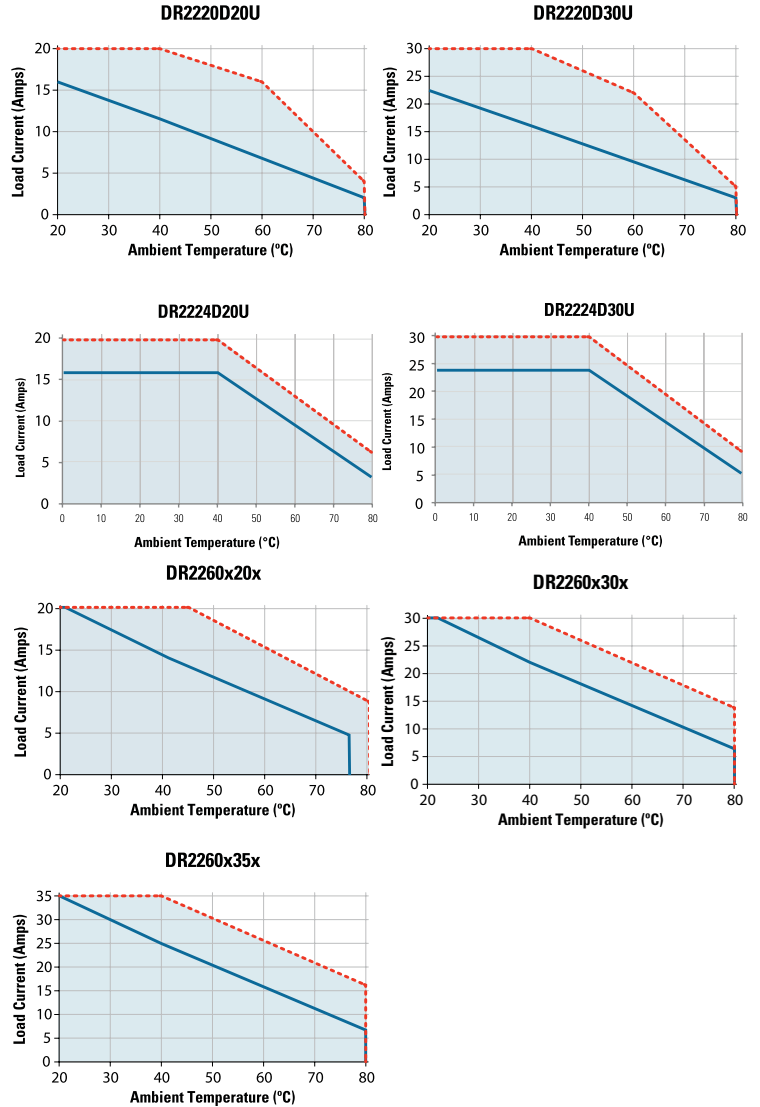 DR2220D20U
20
15
10
5
0
Load Current (Amps)
20 30 40 50 60 70 80
Ambient Temperature (ºC)
DR2220D30U
30
25
20
15
10
5
0
Load Current (Amps)
20 30 40 50 60 70 80
Ambient Temperature (ºC)
DR2224D20U
20
15
10
5
0
Load Current (Amps)
0 10 20 30 40 50 60 70 80
Ambient Temperature (°C)
DR2224D30U
30
25
20
15
10
5
0
Load Current (Amps)
0 10 20 30 40 50 60 70 80
Ambient Temperature (°C)
DR2260x20x
20
15
10
5
0
Load Current (Amps)
20 30 40 50 60 70 80
Ambient Temperature (ºC)
DR2260x30x
30
25
20
15
10
5
0
Load Current (Amps)
20 30 40 50 60 70 80
Ambient Temperature (ºC)
DR2260x35x
35
30
25
20
15
10
5
0
Load Current (Amps)
20 30 40 50 60 70 80
Ambient Temperature (ºC)